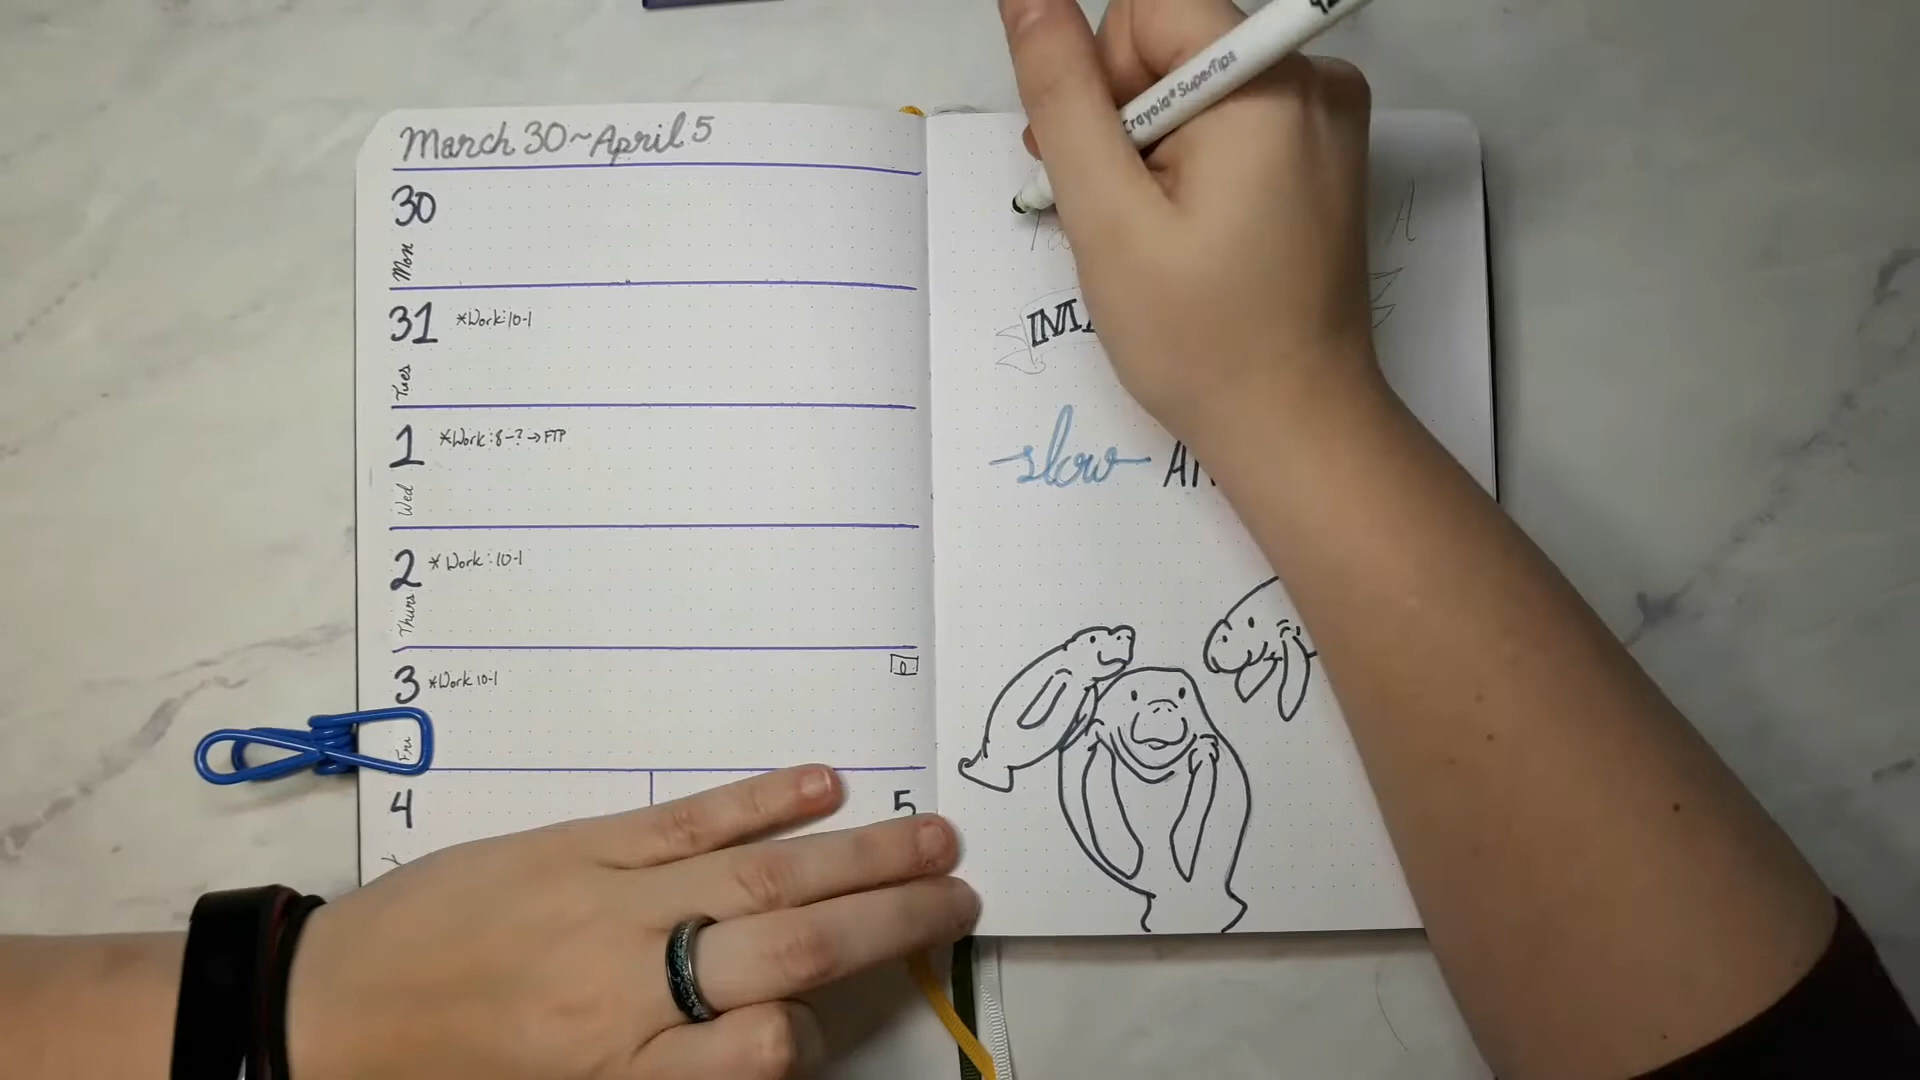 March 30~April 5
30
Mon
31 *Work:10-1
Tues
1 *Work:8-?→FTP
Wed
2 *Work:10-1
Thurs
3 *Work 10-1
Fri
4
5
Crayola® SuperTips
slow